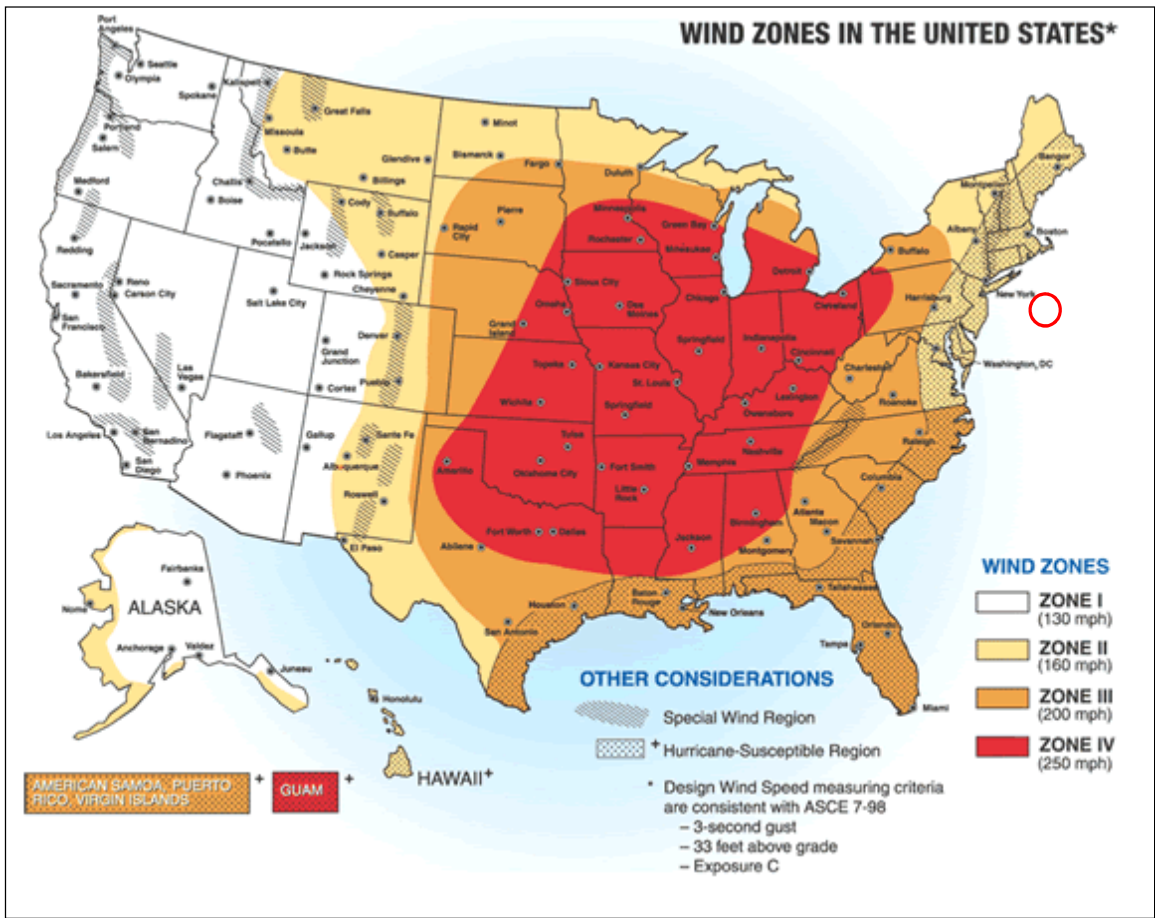 WIND ZONES IN THE UNITED STATES*
Port
Angeles
Seattle
Olympia
Spokane
Kalispell
Great Falls
Missoula
Butte
Glendive
Billings
Minot
Bismarck
Fargo
Duluth
Portland
Salem
Medford
Redding
Challis
Boise
Pocatello
Cody
Buffalo
Jackson
Casper
Rock Springs
Cheyenne
Rapid
City
Pierre
Minneapolis
Rochester
Green Bay
Milwaukee
Detroit
Buffalo
Albany
Montpelier
Bangor
Boston
New York
Harrisburg
Washington, DC
Sacramento
San
Francisco
Reno
Carson City
Salt Lake City
Denver
Pueblo
Grand
Junction
Cortez
Grand
Island
Omaha
Sioux City
Des
Moines
Chicago
Cleveland
Springfield
Indianapolis
Cincinnati
Charleston
Roanoke
Raleigh
Bakersfield
Las
Vegas
Los Angeles
San
Bernadino
San
Diego
Flagstaff
Phoenix
Gallup
Sante Fe
Albuquerque
Roswell
El Paso
Topeka
Kansas City
St. Louis
Wichita
Springfield
Lexington
Owensboro
Nashville
Memphis
Tulsa
Oklahoma City
Fort Smith
Little
Rock
Amarillo
Fort Worth
Dallas
Abilene
Jackson
Birmingham
Montgomery
Atlanta
Macon
Columbia
Savannah
Tallahassee
Houston
San Antonio
Baton
Rouge
New Orleans
Orlando
Tampa
Miami
Fairbanks
Nome
ALASKA
Anchorage
Valdez
Juneau
Honolulu
HAWAII+
AMERICAN SAMOA, PUERTO
RICO, VIRGIN ISLANDS
+
GUAM
+
OTHER CONSIDERATIONS
Special Wind Region
+ Hurricane-Susceptible Region
* Design Wind Speed measuring criteria
are consistent with ASCE 7-98
– 3-second gust
– 33 feet above grade
– Exposure C
WIND ZONES
ZONE I
(130 mph)
ZONE II
(160 mph)
ZONE III
(200 mph)
ZONE IV
(250 mph)